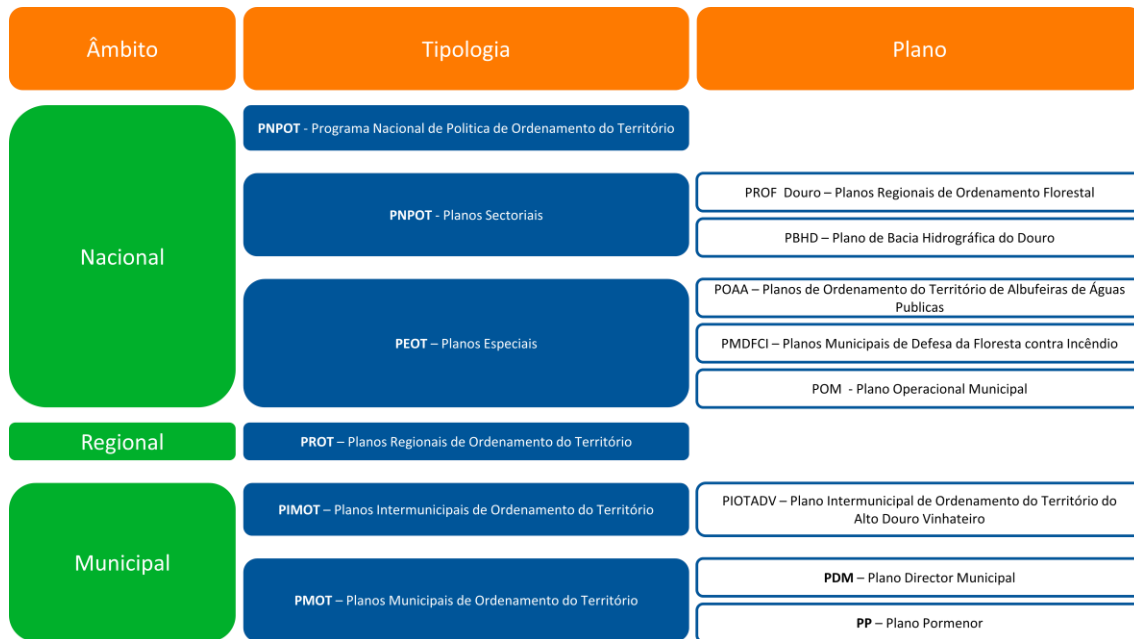 Âmbito
Tipologia
Plano
Nacional
PNPOT - Programa Nacional de Politica de Ordenamento do Território
PNPOT - Planos Sectoriais
PROF Douro – Planos Regionais de Ordenamento Florestal
PBHD – Plano de Bacia Hidrográfica do Douro
PEOT – Planos Especiais
POAA – Planos de Ordenamento do Território de Albufeiras de Águas
Publicas
PMDFCI – Planos Municipais de Defesa da Floresta contra Incêndio
POM - Plano Operacional Municipal
Regional
PROT – Planos Regionais de Ordenamento do Território
Municipal
PIMOT – Planos Intermunicipais de Ordenamento do Território
PIOTADV – Plano Intermunicipal de Ordenamento do Território do
Alto Douro Vinhateiro
PMOT – Planos Municipais de Ordenamento do Território
PDM – Plano Director Municipal
PP – Plano Pormenor